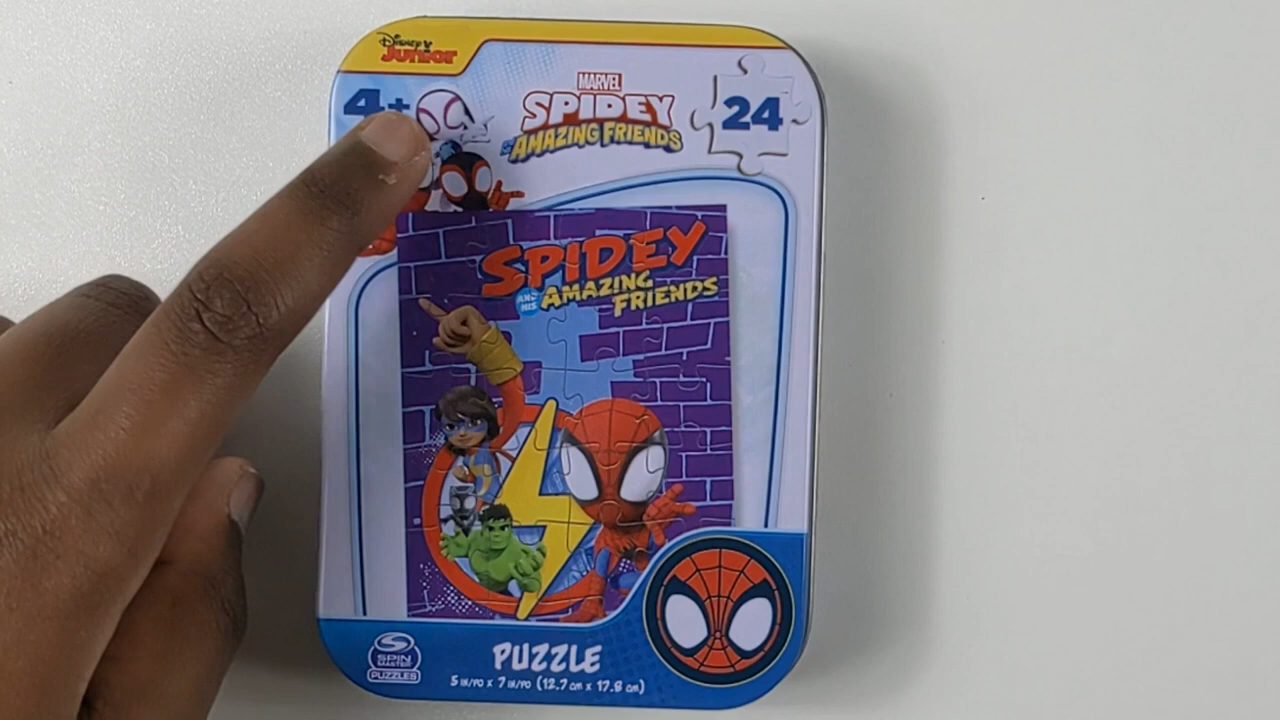 Disney
Junior
4+
MARVEL
SPIDEY
AMAZING FRIENDS
24
SPIDEY
AND HIS
AMAZING
FRIENDS
SPIN
MASTER
PUZZLES
PUZZLE
5 IN/PO x 7 IN/PO (12.7 cm x 17.8 cm)